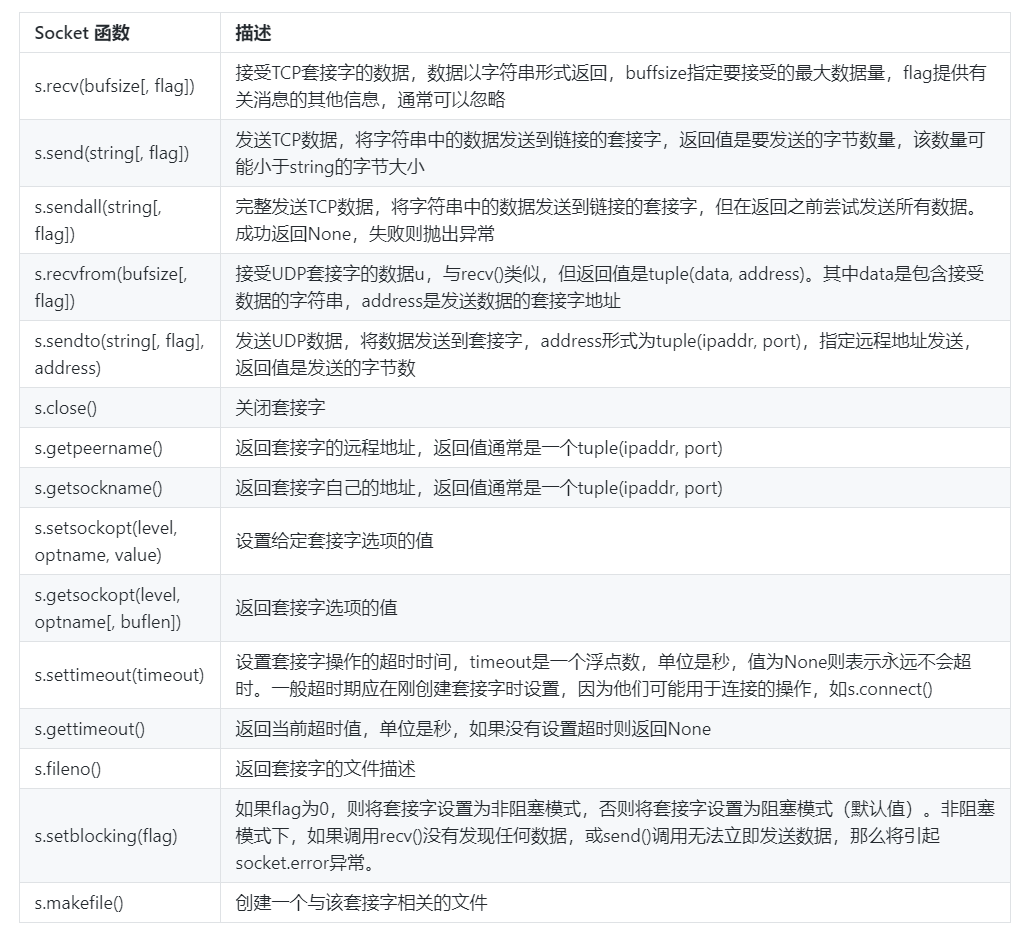 Socket 函数
描述
s.recv(bufsize[, flag])
接受TCP套接字的数据，数据以字符串形式返回，buffsize指定要接受的最大数据量，flag提供有
关消息的其他信息，通常可以忽略
s.send(string[, flag])
发送TCP数据，将字符串中的数据发送到链接的套接字，返回值是要发送的字节数量，该数量可
能小于string的字节大小
s.sendall(string[,
flag])
完整发送TCP数据，将字符串中的数据发送到链接的套接字，但在返回之前尝试发送所有数据。
成功返回None，失败则抛出异常
s.recvfrom(bufsize[,
flag])
接受UDP套接字的数据u，与recv()类似，但返回值是tuple(data, address)。其中data是包含接受
数据的字符串，address是发送数据的套接字地址
s.sendto(string[, flag],
address)
发送UDP数据，将数据发送到套接字，address形式为tuple(ipaddr, port)，指定远程地址发送，
返回值是发送的字节数
s.close()
关闭套接字
s.getpeername()
返回套接字的远程地址，返回值通常是一个tuple(ipaddr, port)
s.getsockname()
返回套接字自己的地址，返回值通常是一个tuple(ipaddr, port)
s.setsockopt(level,
optname, value)
设置给定套接字选项的值
s.getsockopt(level,
optname[, buflen])
返回套接字选项的值
s.settimeout(timeout)
设置套接字操作的超时时间，timeout是一个浮点数，单位是秒，值为None则表示永远不会超
时。一般超时期应在刚创建套接字时设置，因为他们可能用于连接的操作，如s.connect()
s.gettimeout()
返回当前超时值，单位是秒，如果没有设置超时则返回None
s.fileno()
返回套接字的文件描述
s.setblocking(flag)
如果flag为0，则将套接字设置为非阻塞模式，否则将套接字设置为阻塞模式（默认值）。非阻塞
模式下，如果调用recv()没有发现任何数据，或send()调用无法立即发送数据，那么将引起
socket.error异常。
s.makefile()
创建一个与该套接字相关的文件